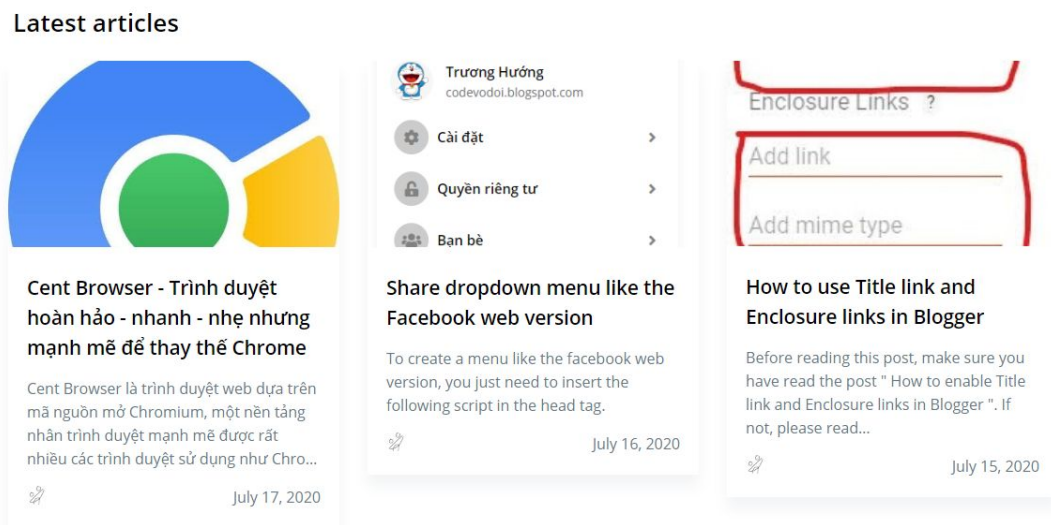 Latest articles
Trương Hướng
codevodoi.blogspot.com
Cài đặt
Quyền riêng tư
Bạn bè
Enclosure Links ?
Add link
Add mime type
Cent Browser - Trình duyệt
hoàn hảo - nhanh - nhẹ nhưng
mạnh mẽ để thay thế Chrome
Cent Browser là trình duyệt web dựa trên
mã nguồn mở Chromium, một nền tảng
nhân trình duyệt mạnh mẽ được rất
nhiều các trình duyệt sử dụng như Chro...
July 17, 2020
Share dropdown menu like the
Facebook web version
To create a menu like the facebook web
version, you just need to insert the
following script in the head tag.
July 16, 2020
How to use Title link and
Enclosure links in Blogger
Before reading this post, make sure you
have read the post " How to enable Title
link and Enclosure links in Blogger ". If
not, please read...
July 15, 2020